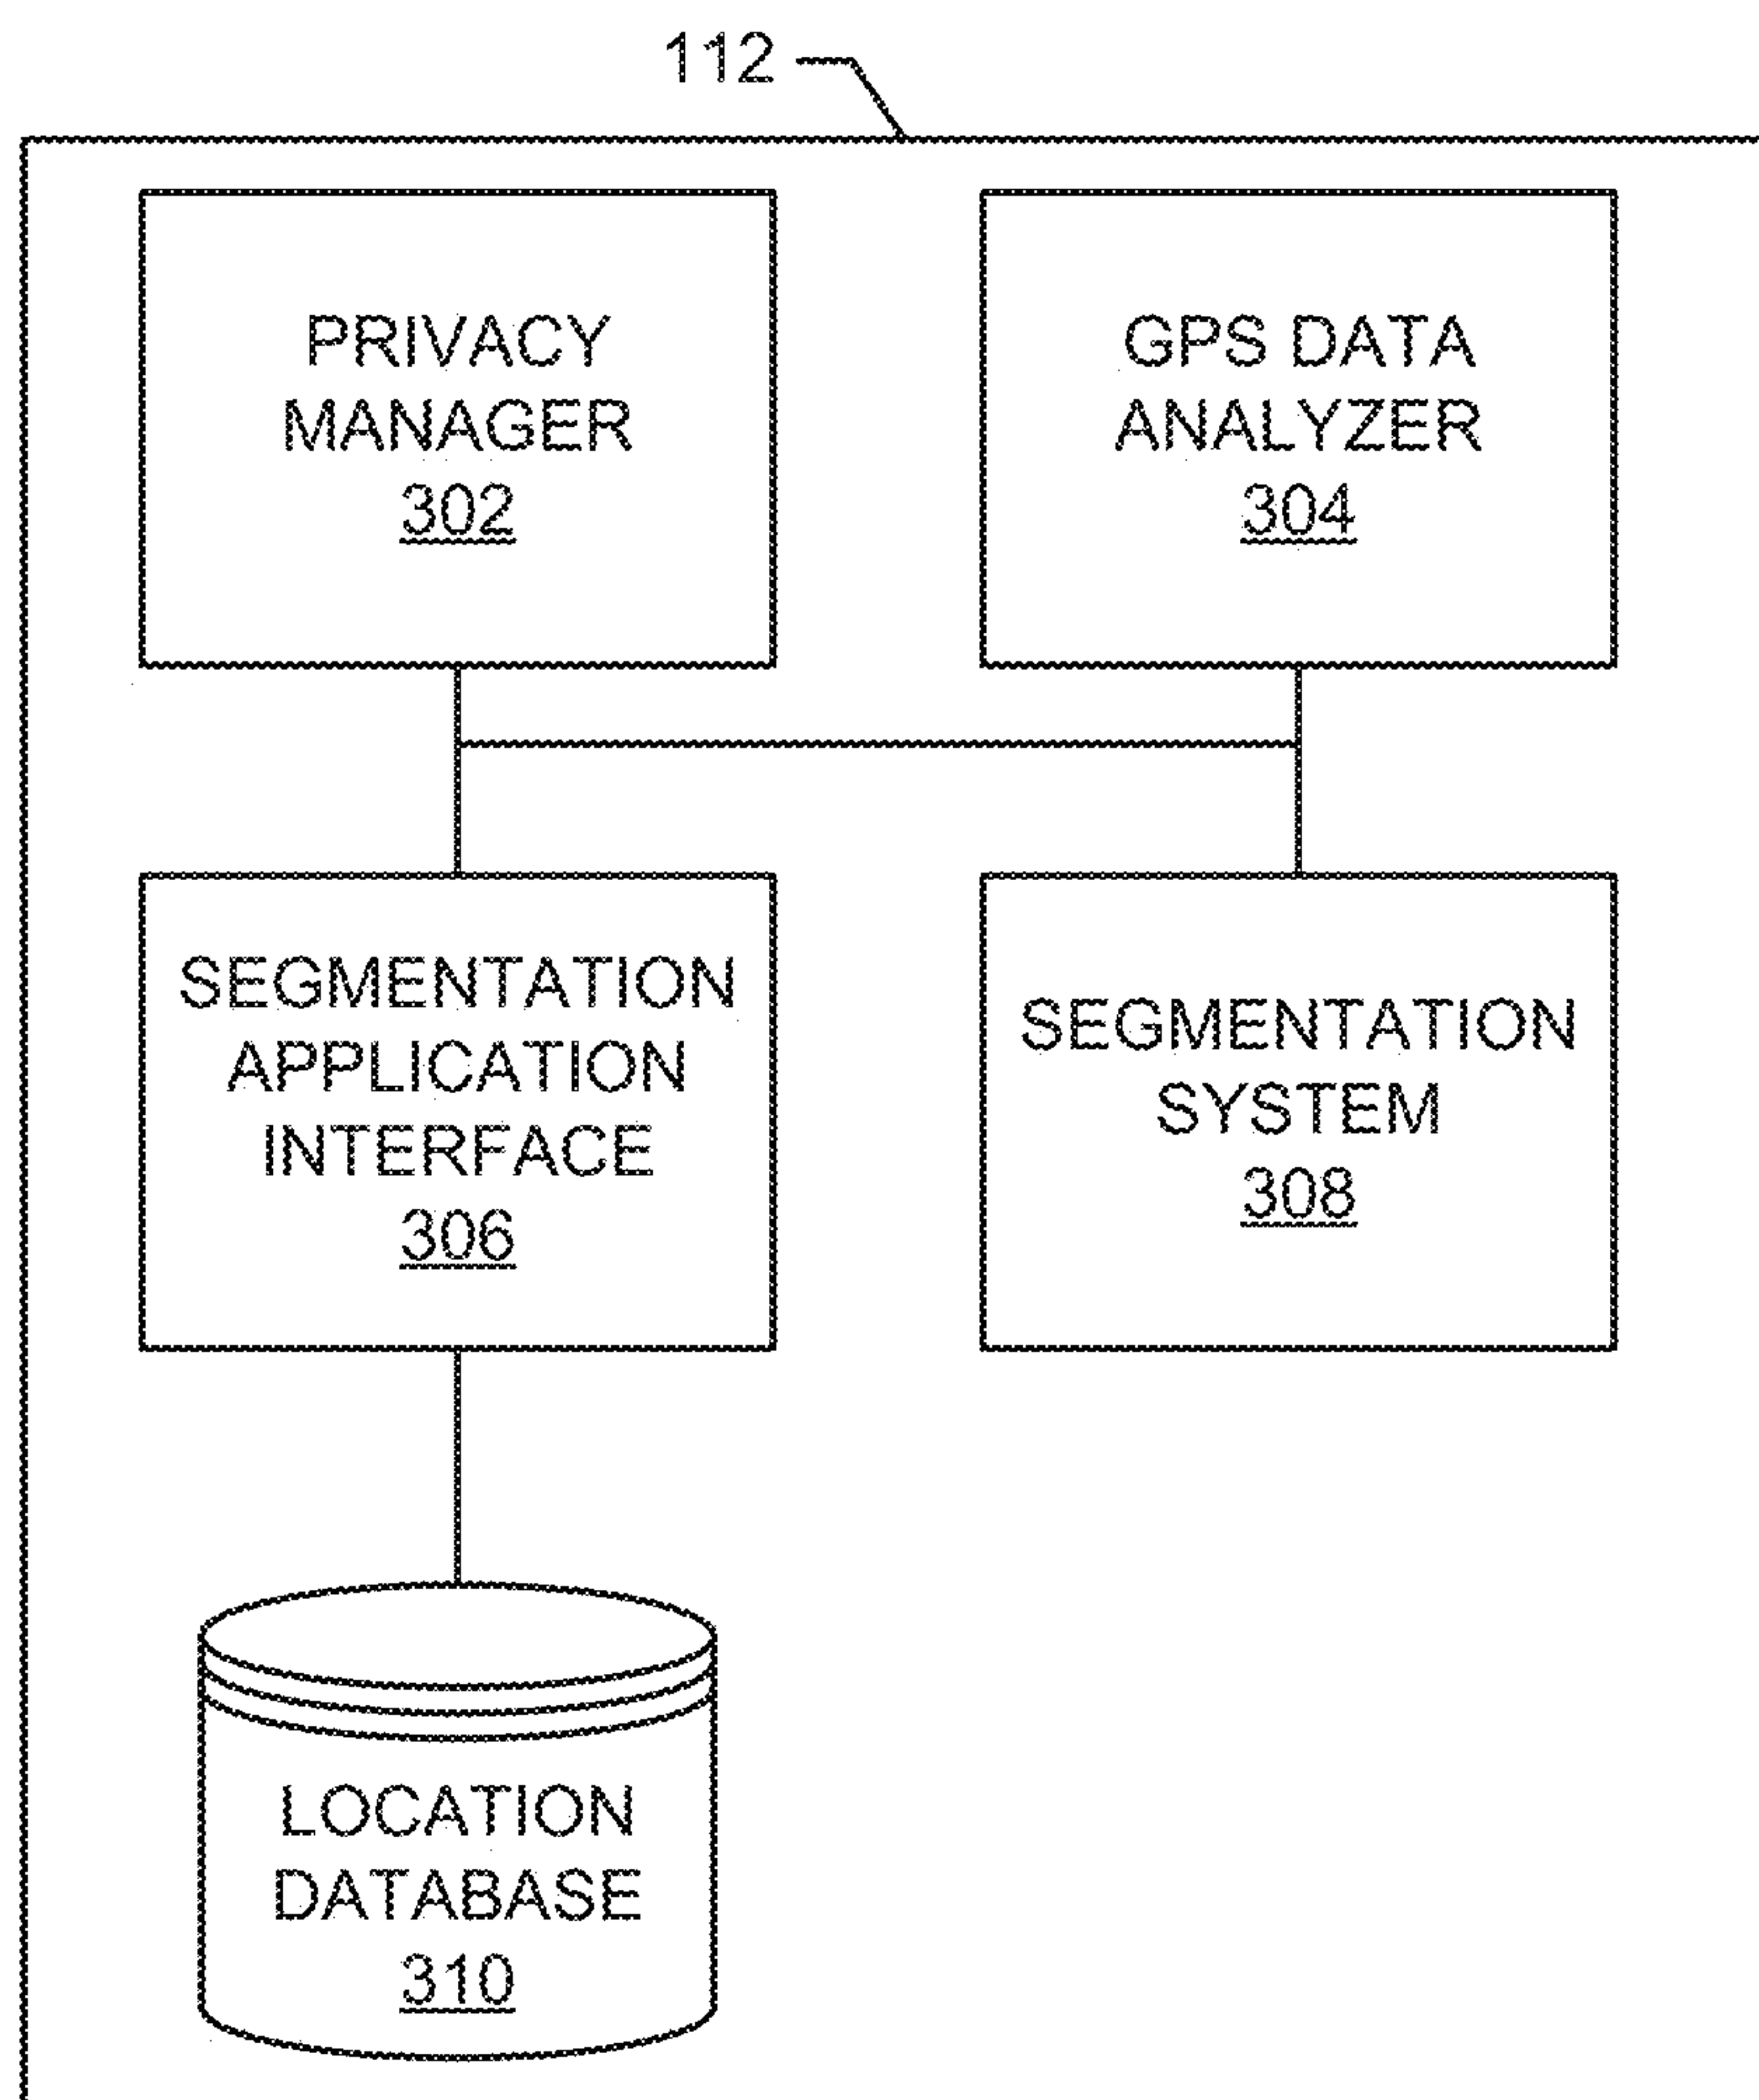 112
PRIVACY
MANAGER
302
GPS DATA
ANALYZER
304
SEGMENTATION
APPLICATION
INTERFACE
306
SEGMENTATION
SYSTEM
308
LOCATION
DATABASE
310